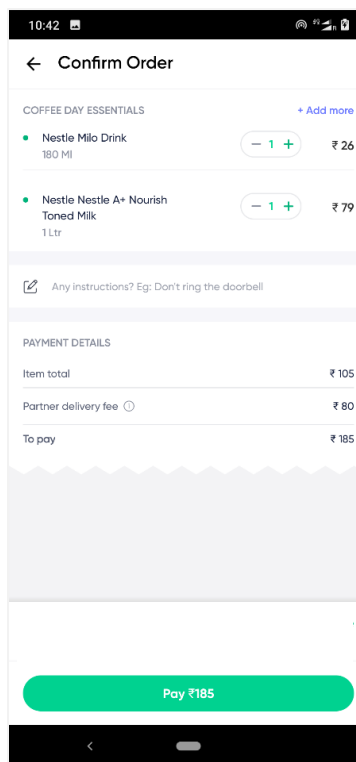 10:42
Confirm Order
COFFEE DAY ESSENTIALS
+ Add more
Nestle Milo Drink
180 Ml
− 1 +
₹ 26
Nestle Nestle A+ Nourish
Toned Milk
1 Ltr
− 1 +
₹ 79
Any instructions? Eg: Don't ring the doorbell
PAYMENT DETAILS
Item total ₹ 105
Partner delivery fee ₹ 80
To pay ₹ 185
Pay ₹185